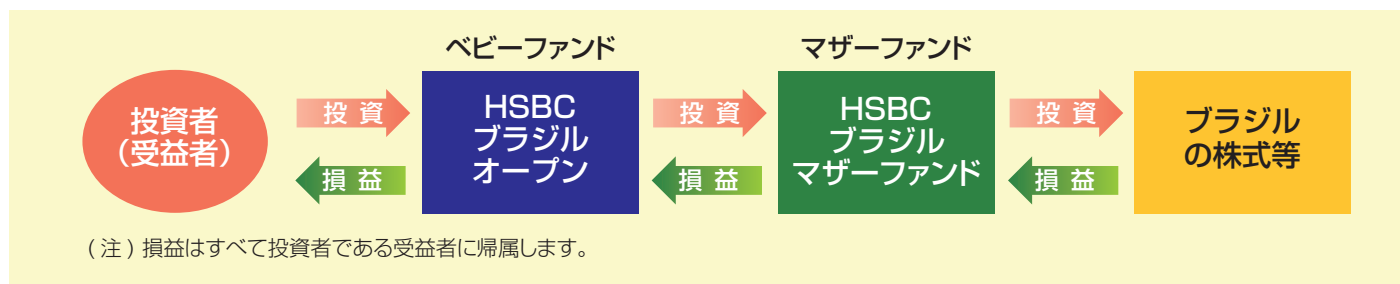 ベビーファンド
マザーファンド
投資者
（受益者）
投 資
損 益
HSBC
ブラジル
オープン
投 資
損 益
HSBC
ブラジル
マザーファンド
投 資
損 益
ブラジル
の株式等
( 注 ) 損益はすべて投資者である受益者に帰属します。